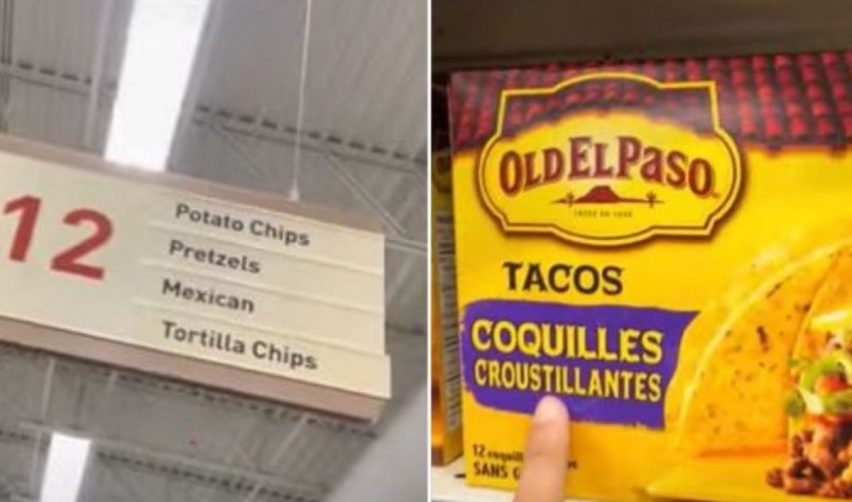 12
Potato Chips
Pretzels
Mexican
Tortilla Chips
OLD EL PASO
TACOS
COQUILLES
CROUSTILLANTES
12
SANS